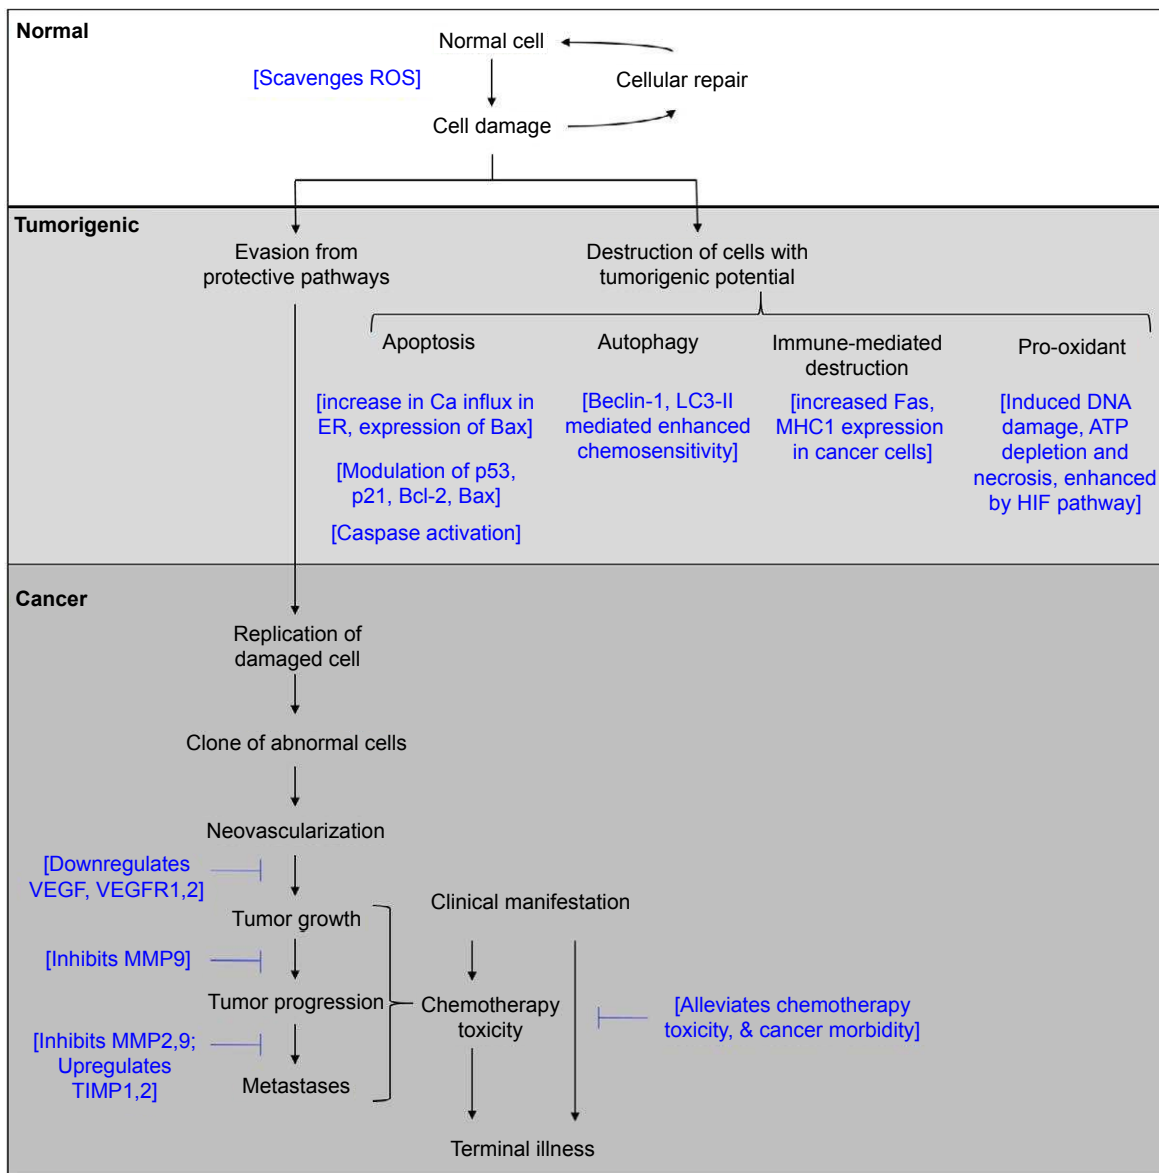 Normal
Normal cell
[Scavenges ROS]
Cellular repair
Cell damage
Tumorigenic
Evasion from
protective pathways
Destruction of cells with
tumorigenic potential
Apoptosis
[increase in Ca influx in
ER, expression of Bax]
[Modulation of p53,
p21, Bcl-2, Bax]
[Caspase activation]
Autophagy
[Beclin-1, LC3-II
mediated enhanced
chemosensitivity]
Immune-mediated
destruction
[increased Fas,
MHC1 expression
in cancer cells]
Pro-oxidant
[Induced DNA
damage, ATP
depletion and
necrosis, enhanced
by HIF pathway]
Cancer
Replication of
damaged cell
Clone of abnormal cells
Neovascularization
[Downregulates
VEGF, VEGFR1,2]
Tumor growth
[Inhibits MMP9]
Tumor progression
[Inhibits MMP2,9;
Upregulates
TIMP1,2]
Metastases
Clinical manifestation
Chemotherapy
toxicity
[Alleviates chemotherapy
toxicity, & cancer morbidity]
Terminal illness